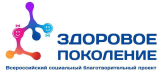 ЗДОРОВОЕ
ПОКОЛЕНИЕ
Всероссийский социальный благотворительный проект